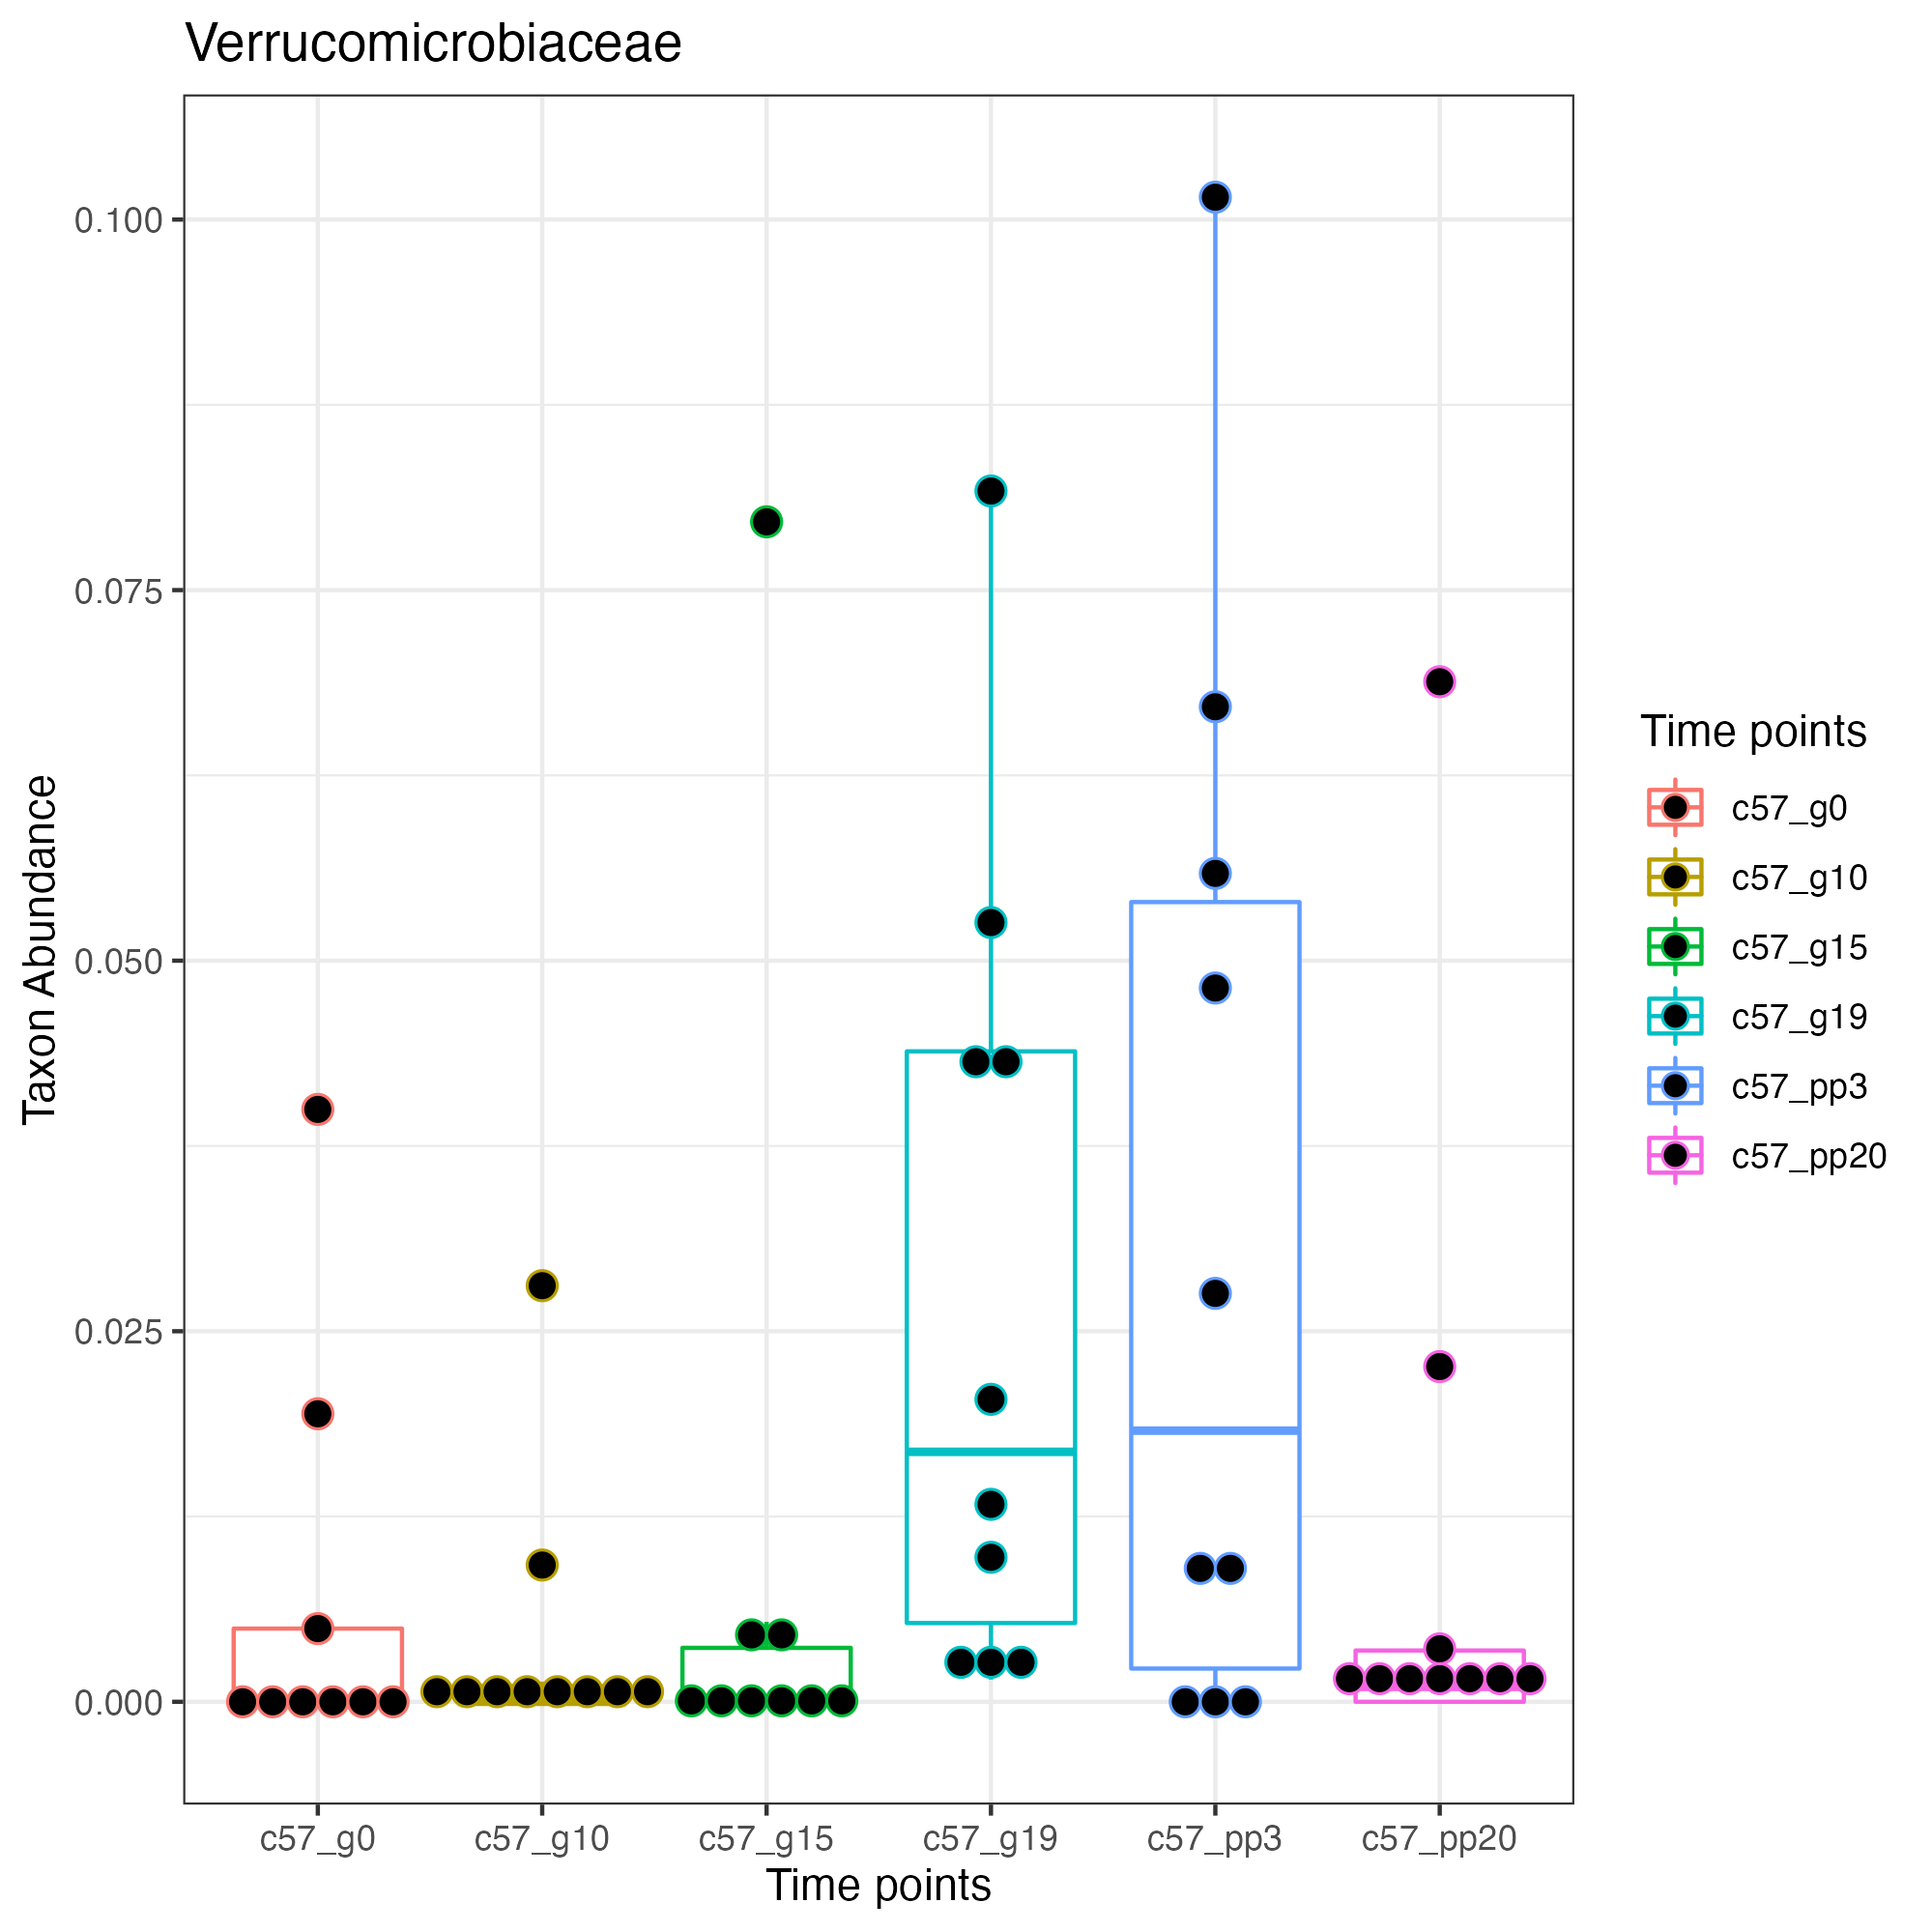 Verrucomicrobiaceae
Taxon Abundance
0.100
0.075
0.050
0.025
0.000
c57_g0 c57_g10 c57_g15 c57_g19 c57_pp3 c57_pp20
Time points
Time points
c57_g0
c57_g10
c57_g15
c57_g19
c57_pp3
c57_pp20